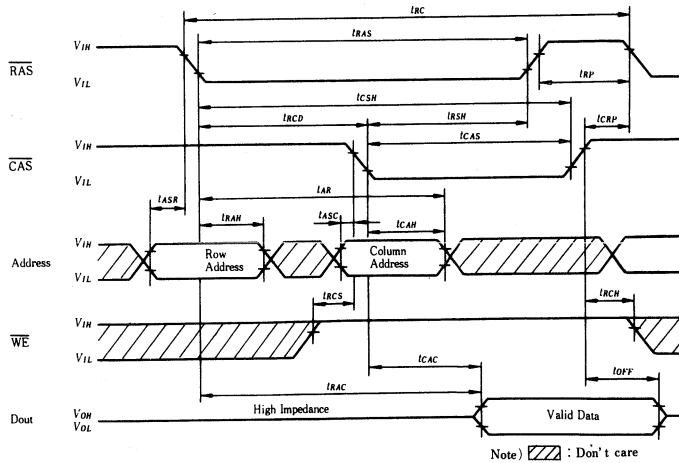 tRC
VIH
tRAS
RAS
VIL
tRP
tCSH
tRCD
tRSH
tCRP
tCAS
VIH
CAS
VIL
tASR
tAR
tRAH
tASC
tCAH
VIH
Address
Row
Address
Column
Address
VIL
tRCS
tRCH
VIH
WE
VIL
tCAC
tOFF
tRAC
High Impedance
VOH
Dout
VOL
Valid Data
Note) : Don't care